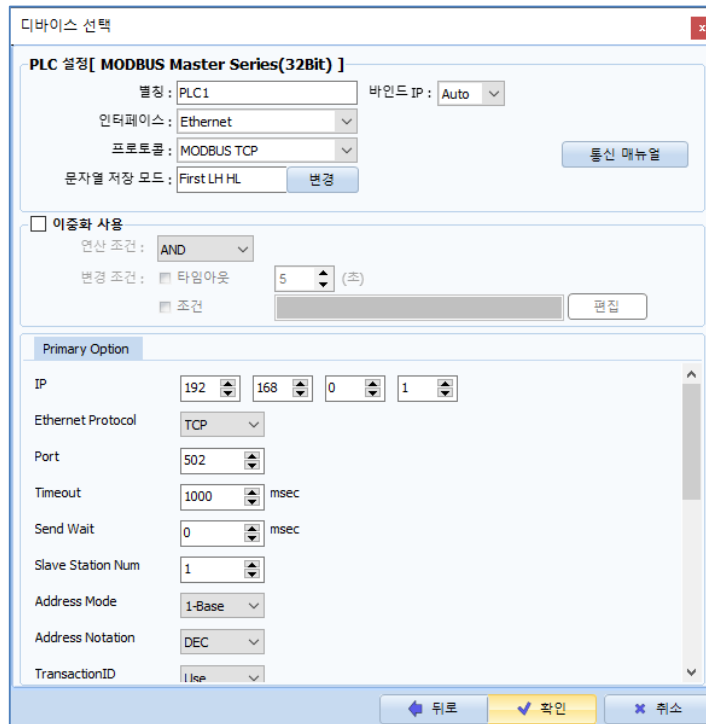 디바이스 선택
PLC 설정[ MODBUS Master Series(32Bit) ]
별칭 : PLC1 바인드 IP : Auto
인터페이스 : Ethernet
프로토콜 : MODBUS TCP 통신 매뉴얼
문자열 저장 모드 : First LH HL 변경
이중화 사용
연산 조건 : AND
변경 조건 : 타임아웃 5 (초)
조건 편집
Primary Option
IP 192 168 0 1
Ethernet Protocol TCP
Port 502
Timeout 1000 msec
Send Wait 0 msec
Slave Station Num 1
Address Mode 1-Base
Address Notation DEC
TransactionID Use
뒤로 확인 취소